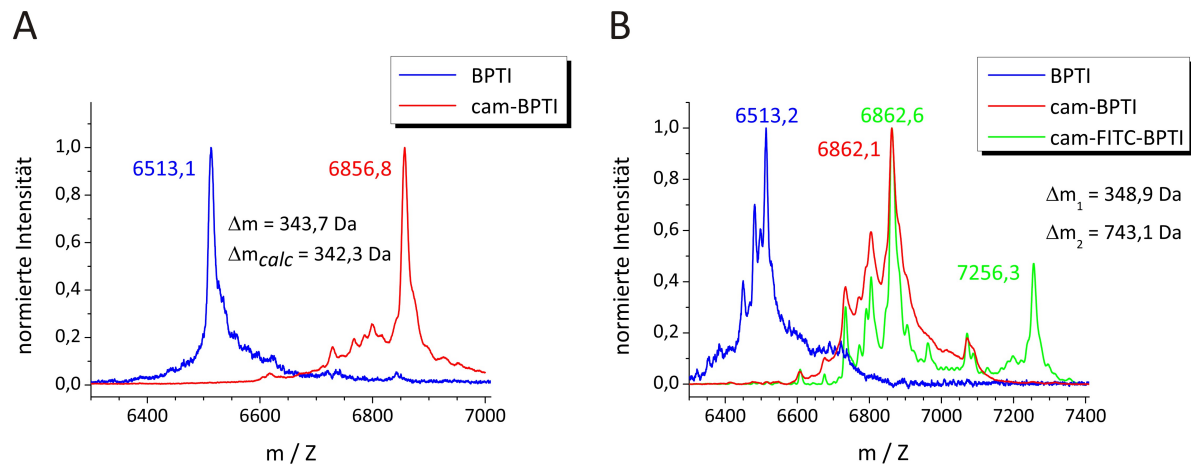 A
BPTI
cam-BPTI
6513,1
6856,8
Δm = 343,7 Da
Δmcalc = 342,3 Da
normierte Intensität
1,0
0,8
0,6
0,4
0,2
0,0
6400
6600
6800
7000
m / Z
B
BPTI
cam-BPTI
cam-FITC-BPTI
6513,2
6862,6
6862,1
7256,3
Δm1 = 348,9 Da
Δm2 = 743,1 Da
normierte Intensität
1,0
0,8
0,6
0,4
0,2
0,0
6400
6600
6800
7000
7200
7400
m / Z